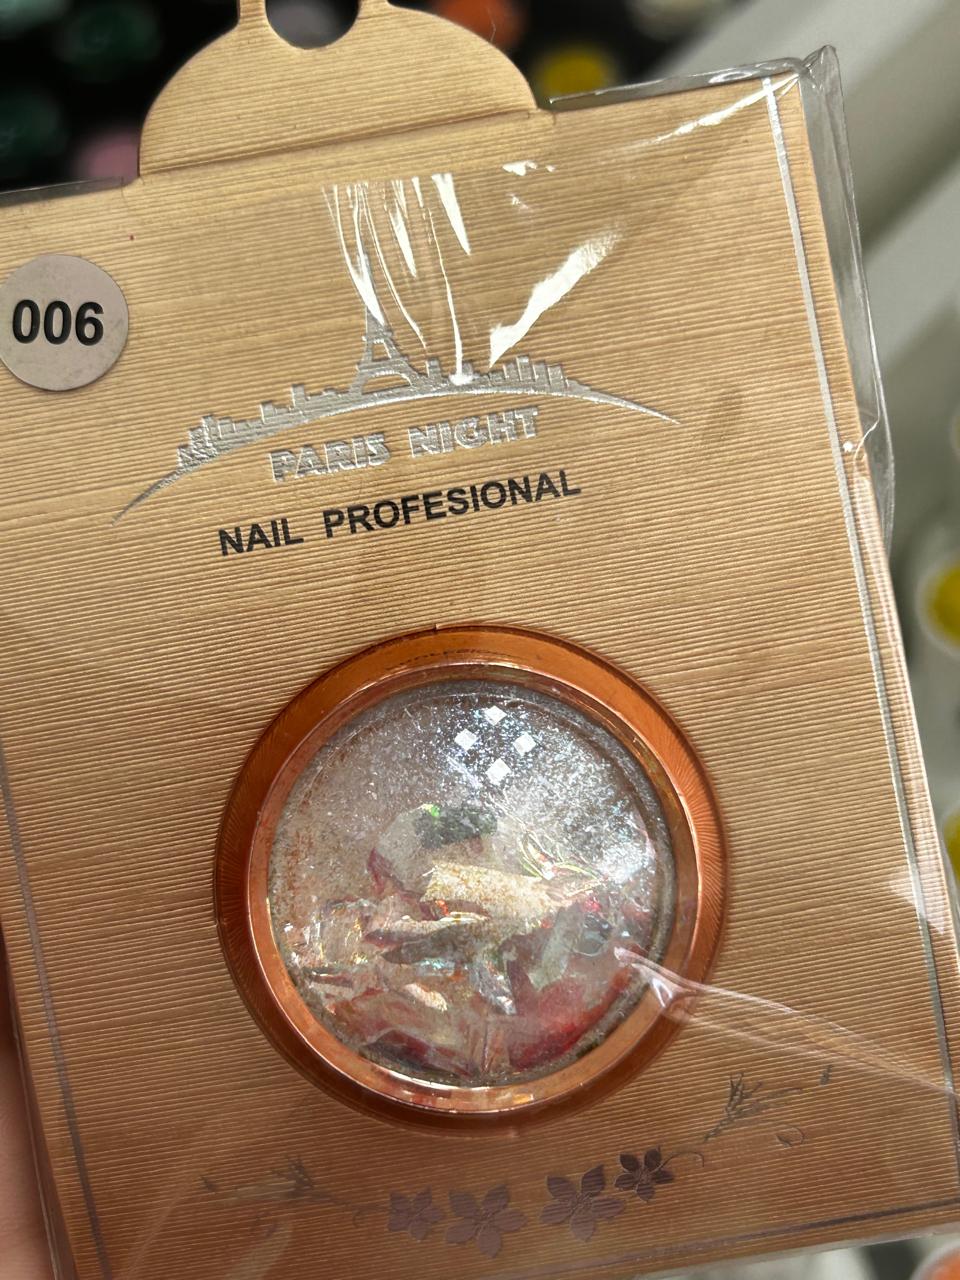 006
PARIS NIGHT
NAIL PROFESIONAL